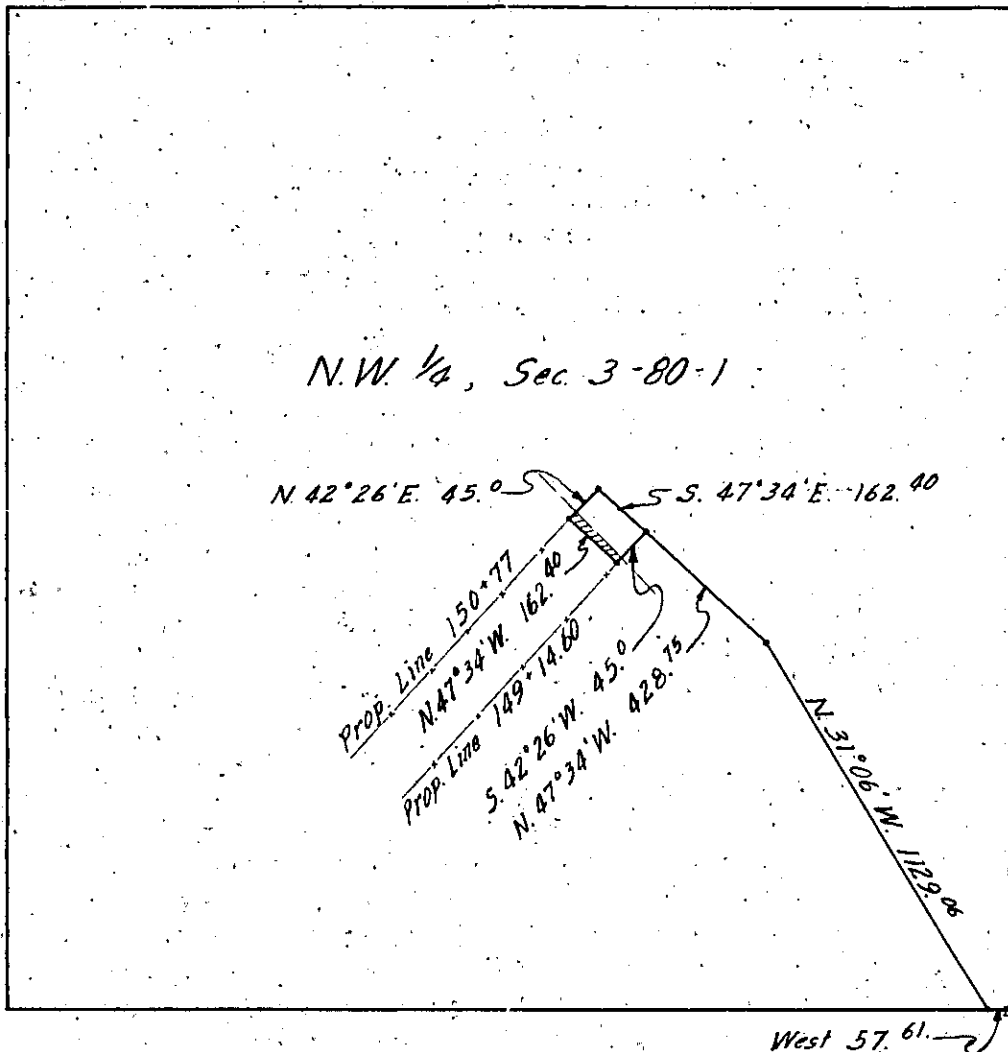 N.W. 1/4, Sec. 3-80-1
N. 42°26'E. 45.0
S. 47°34'E. 162.40
Prop. Line 150+77
N.47°34'W. 162.40
Prop. Line 149+14.60
S.42°26'W. 45.0
N. 47°34'W. 428.75
N.31°06'W. 1129.06
West 57.61